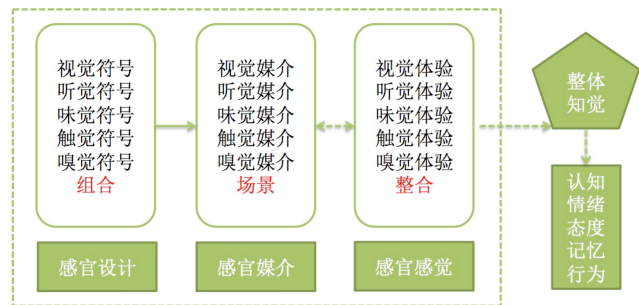 视觉符号
听觉符号
味觉符号
触觉符号
嗅觉符号
组合
感官设计
视觉媒介
听觉媒介
味觉媒介
触觉媒介
嗅觉媒介
场景
感官媒介
视觉体验
听觉体验
味觉体验
触觉体验
嗅觉体验
整合
感官感觉
整体
知觉
认知
情绪
态度
记忆
行为